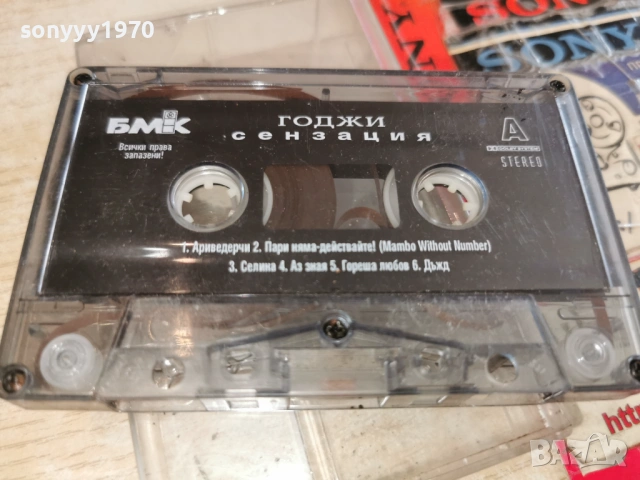 sonyyy1970
БМК
Всички права
запазени!
ГОДЖИ
сензация
A
STEREO
1. Ариведерчи 2. Пари няма-действайте! (Mambo Without Number)
3. Селина 4. Аз зная 5. Гореща любов 6. Дъжд
SONY
BAZAR